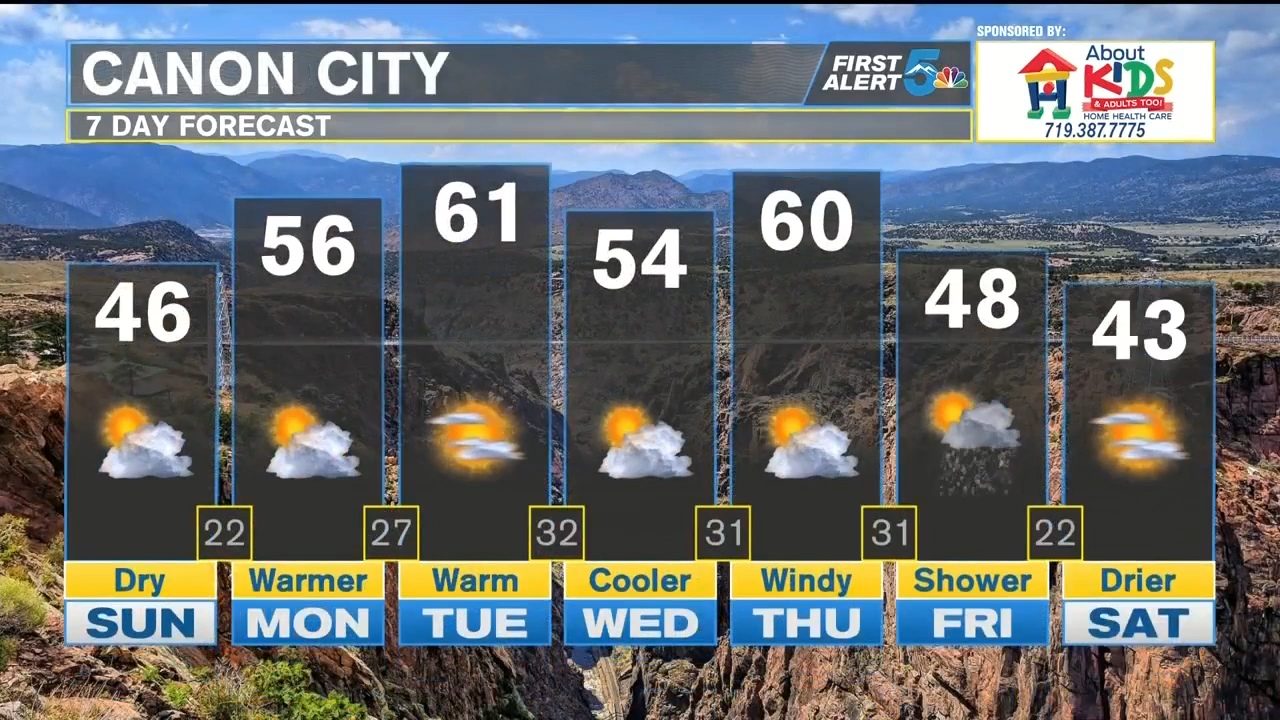 CANON CITY
7 DAY FORECAST
FIRST
ALERT 5
SPONSORED BY:
About
KiDS
& ADULTS TOO!
HOME HEALTH CARE
719.387.7775
46 56 61 54 60 48 43
22 27 32 31 31 22
Dry Warmer Warm Cooler Windy Shower Drier
SUN MON TUE WED THU FRI SAT